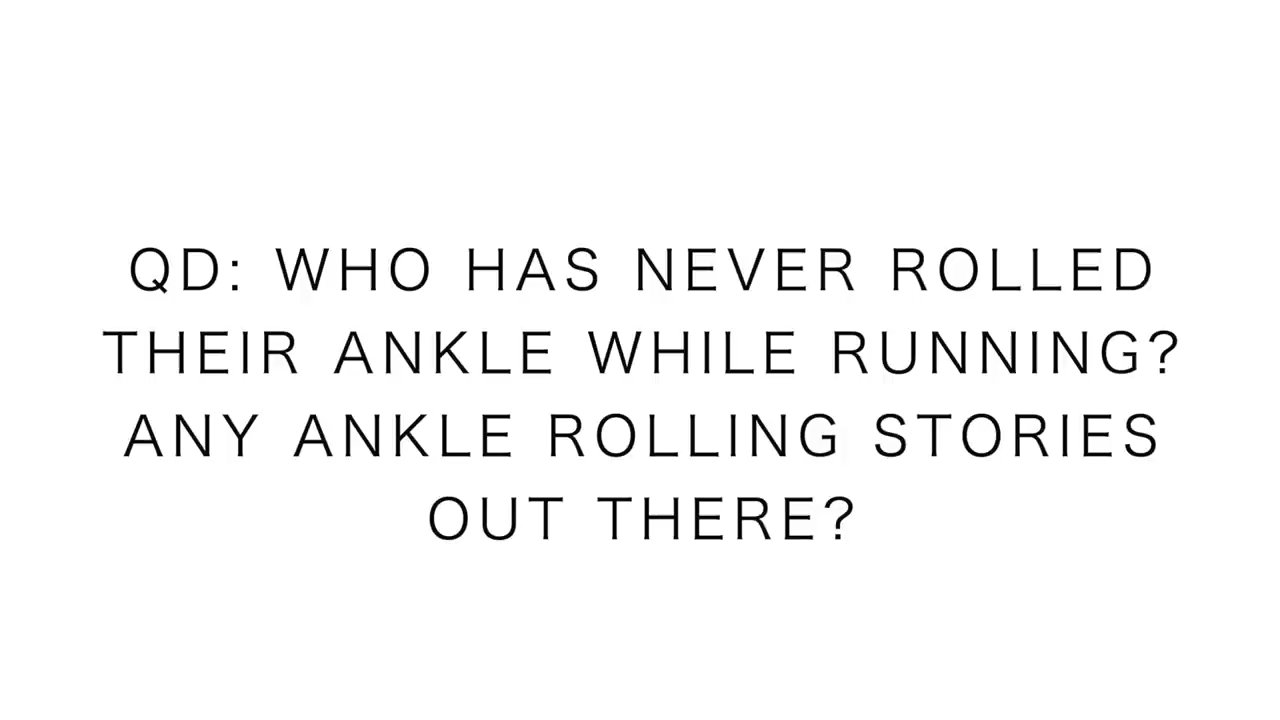 QD: WHO HAS NEVER ROLLED
THEIR ANKLE WHILE RUNNING?
ANY ANKLE ROLLING STORIES
OUT THERE?